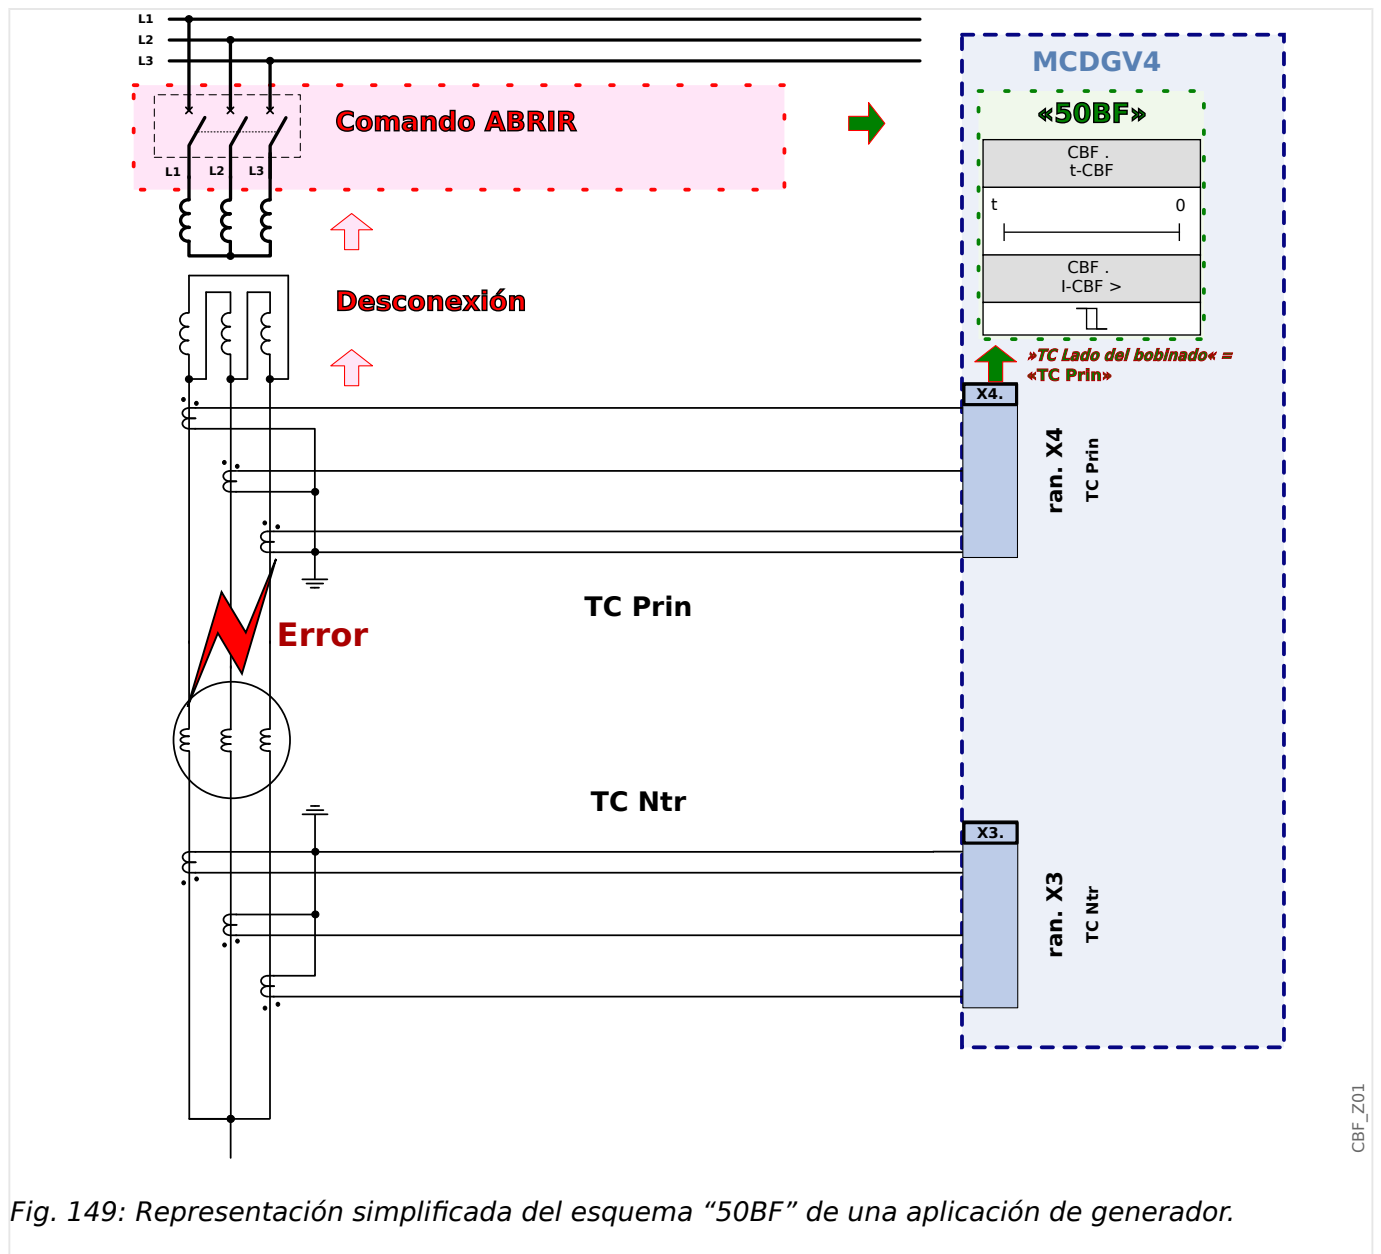 L1
L2
L3
MCDGV4
Comando ABRIR
«50BF»
CBF .
t-CBF
L1 L2 L3
t 0
CBF .
I-CBF >
Desconexión
»TC Lado del bobinado« =
«TC Prin»
X4.
ran. X4
TC Prin
TC Prin
Error
TC Ntr
X3.
ran. X3
TC Ntr
CBF_Z01
Fig. 149: Representación simplificada del esquema “50BF” de una aplicación de generador.